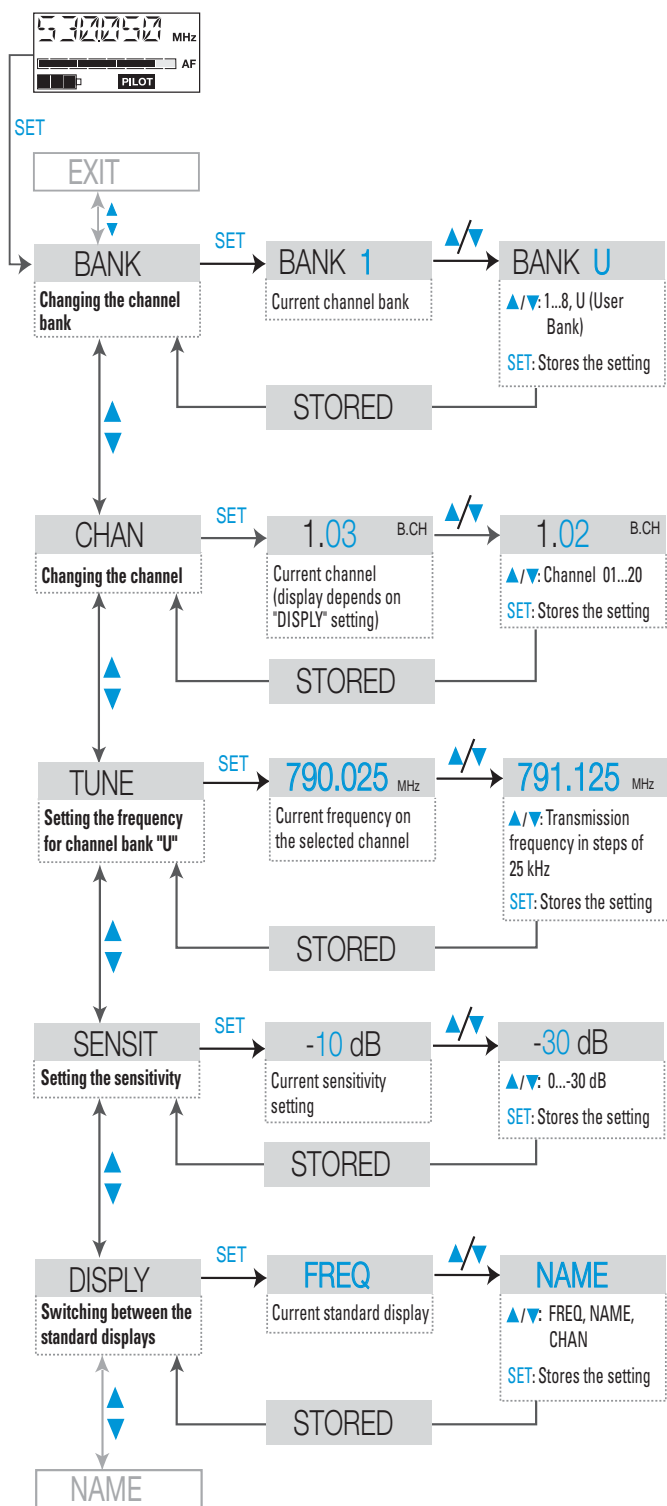 530.050 MHz
AF
PILOT
SET
EXIT
BANK
Changing the channel
bank
SET
BANK 1
Current channel bank
▲/▼
BANK U
▲/▼: 1...8, U (User
Bank)
SET: Stores the setting
STORED
CHAN
Changing the channel
SET
1.03 B.CH
Current channel
(display depends on
"DISPLY" setting)
▲/▼
1.02 B.CH
▲/▼: Channel 01...20
SET: Stores the setting
STORED
TUNE
Setting the frequency
for channel bank "U"
SET
790.025 MHz
Current frequency on
the selected channel
▲/▼
791.125 MHz
▲/▼: Transmission
frequency in steps of
25 kHz
SET: Stores the setting
STORED
SENSIT
Setting the sensitivity
SET
-10 dB
Current sensitivity
setting
▲/▼
-30 dB
▲/▼: 0...-30 dB
SET: Stores the setting
STORED
DISPLY
Switching between the
standard displays
SET
FREQ
Current standard display
▲/▼
NAME
▲/▼: FREQ, NAME,
CHAN
SET: Stores the setting
STORED
NAME